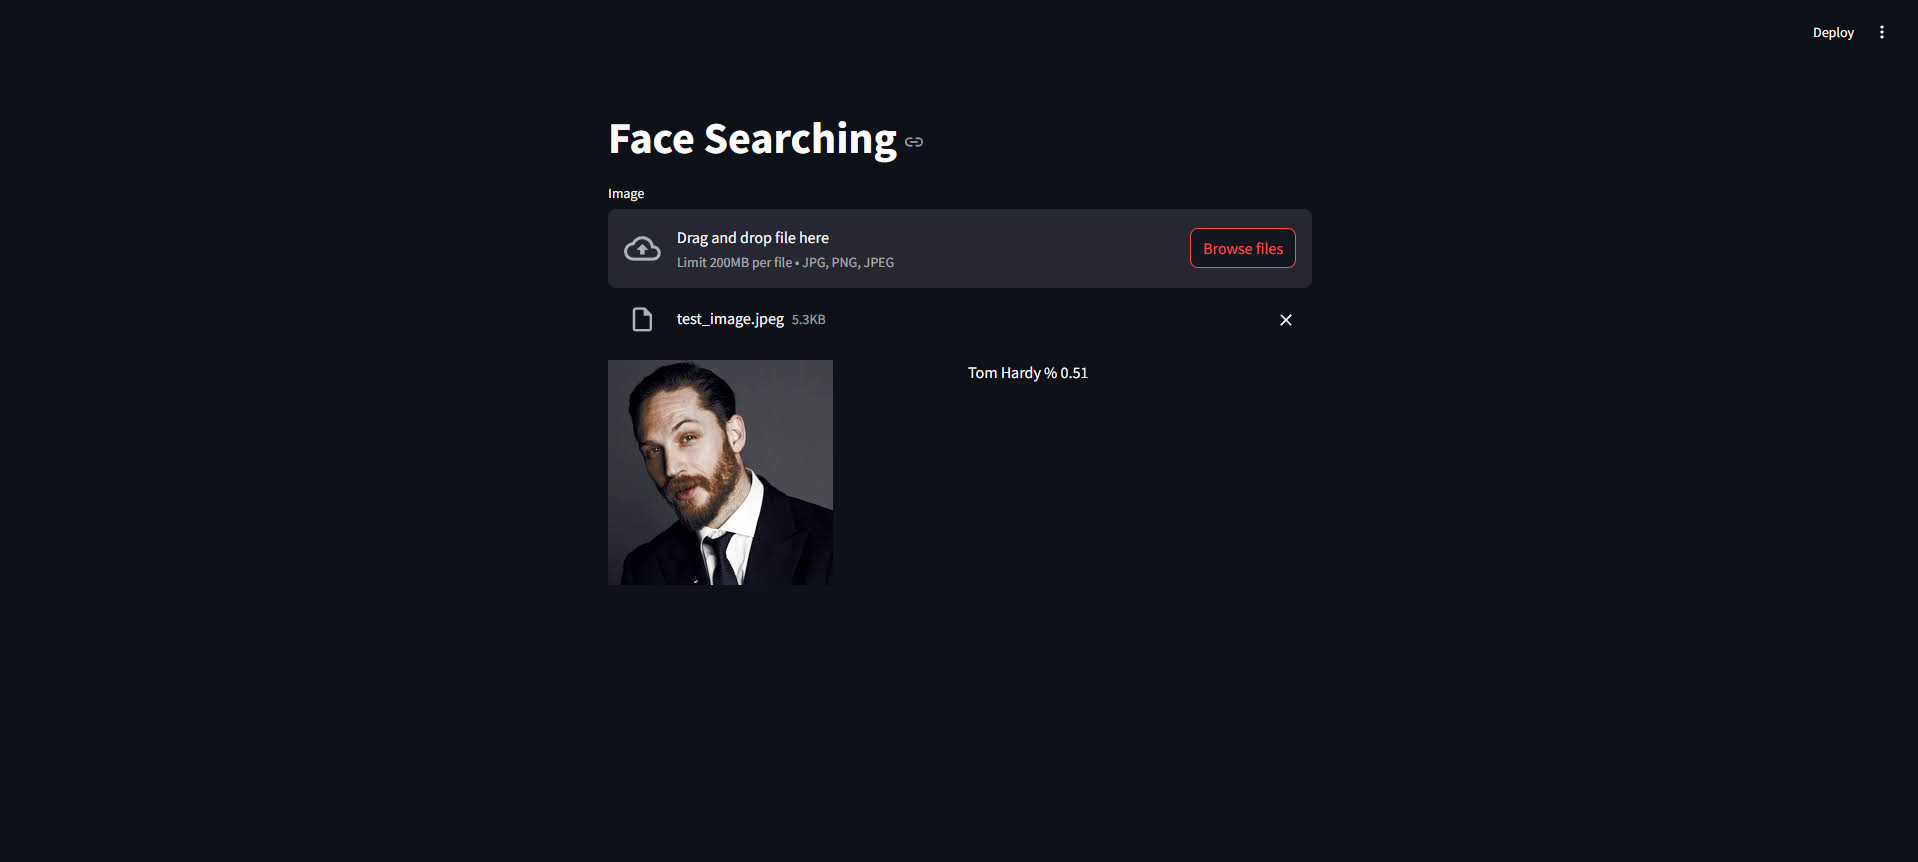 Deploy
Face Searching
Image
Drag and drop file here
Limit 200MB per file • JPG, PNG, JPEG
Browse files
test_image.jpeg 5.3KB
Tom Hardy % 0.51